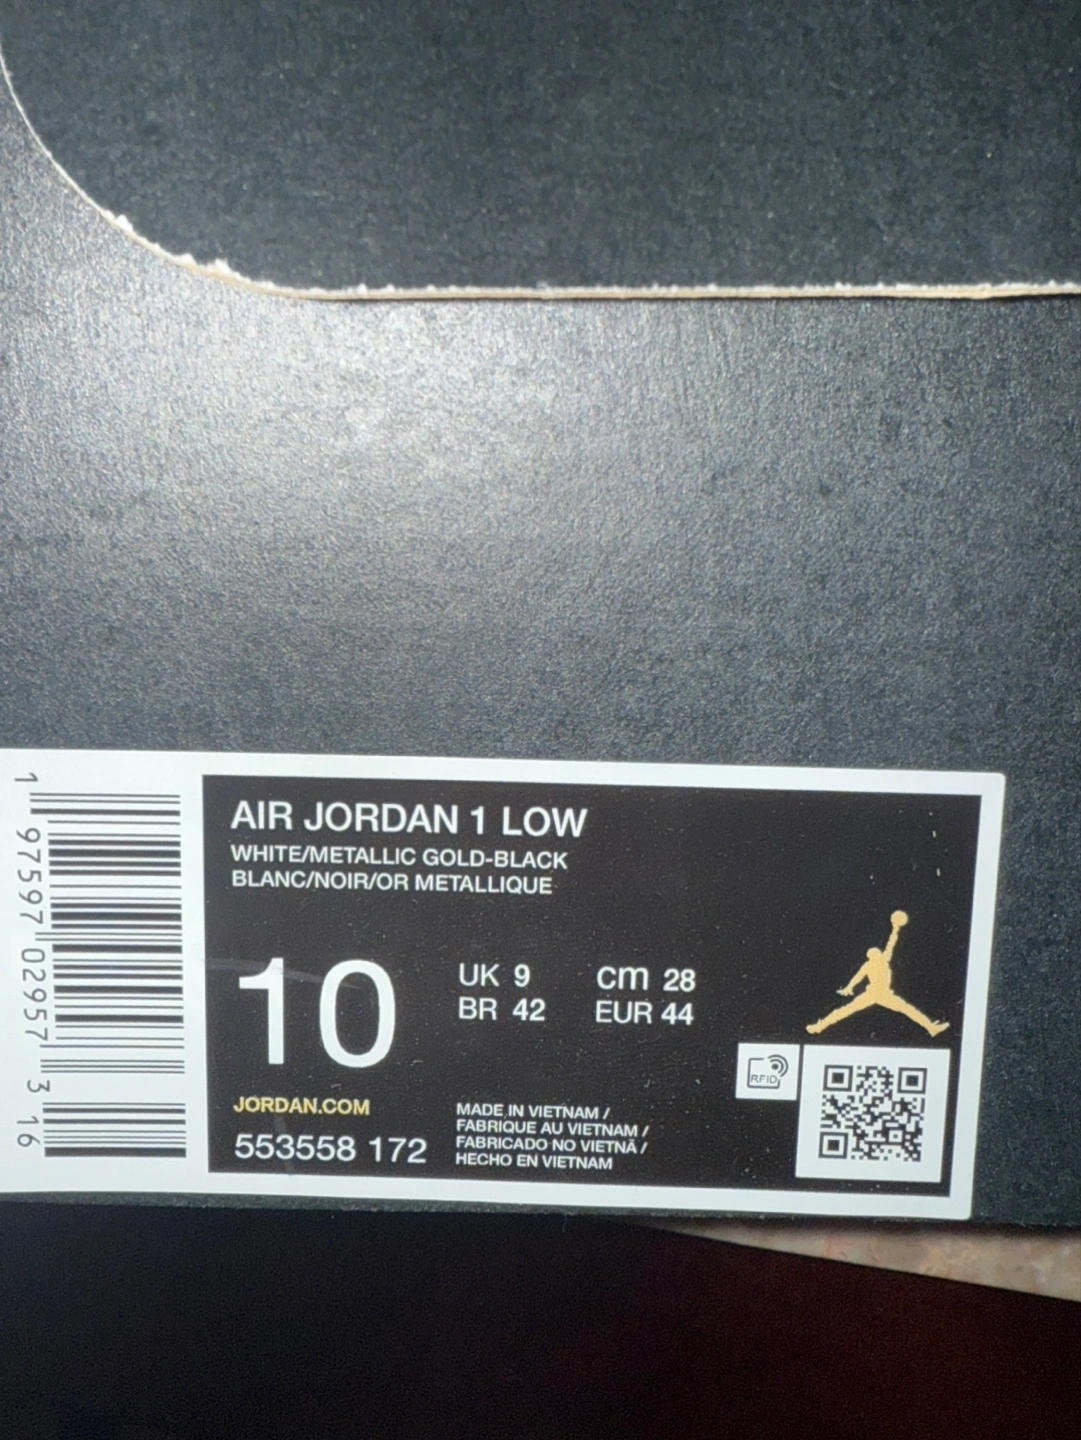 AIR JORDAN 1 LOW
WHITE/METALLIC GOLD-BLACK
BLANC/NOIR/OR METALLIQUE
10
UK 9 cm 28
BR 42 EUR 44
RFID
JORDAN.COM
553558 172
MADE IN VIETNAM /
FABRIQUE AU VIETNAM /
FABRICADO NO VIETNÃ /
HECHO EN VIETNAM
1 97597 02957 3 16